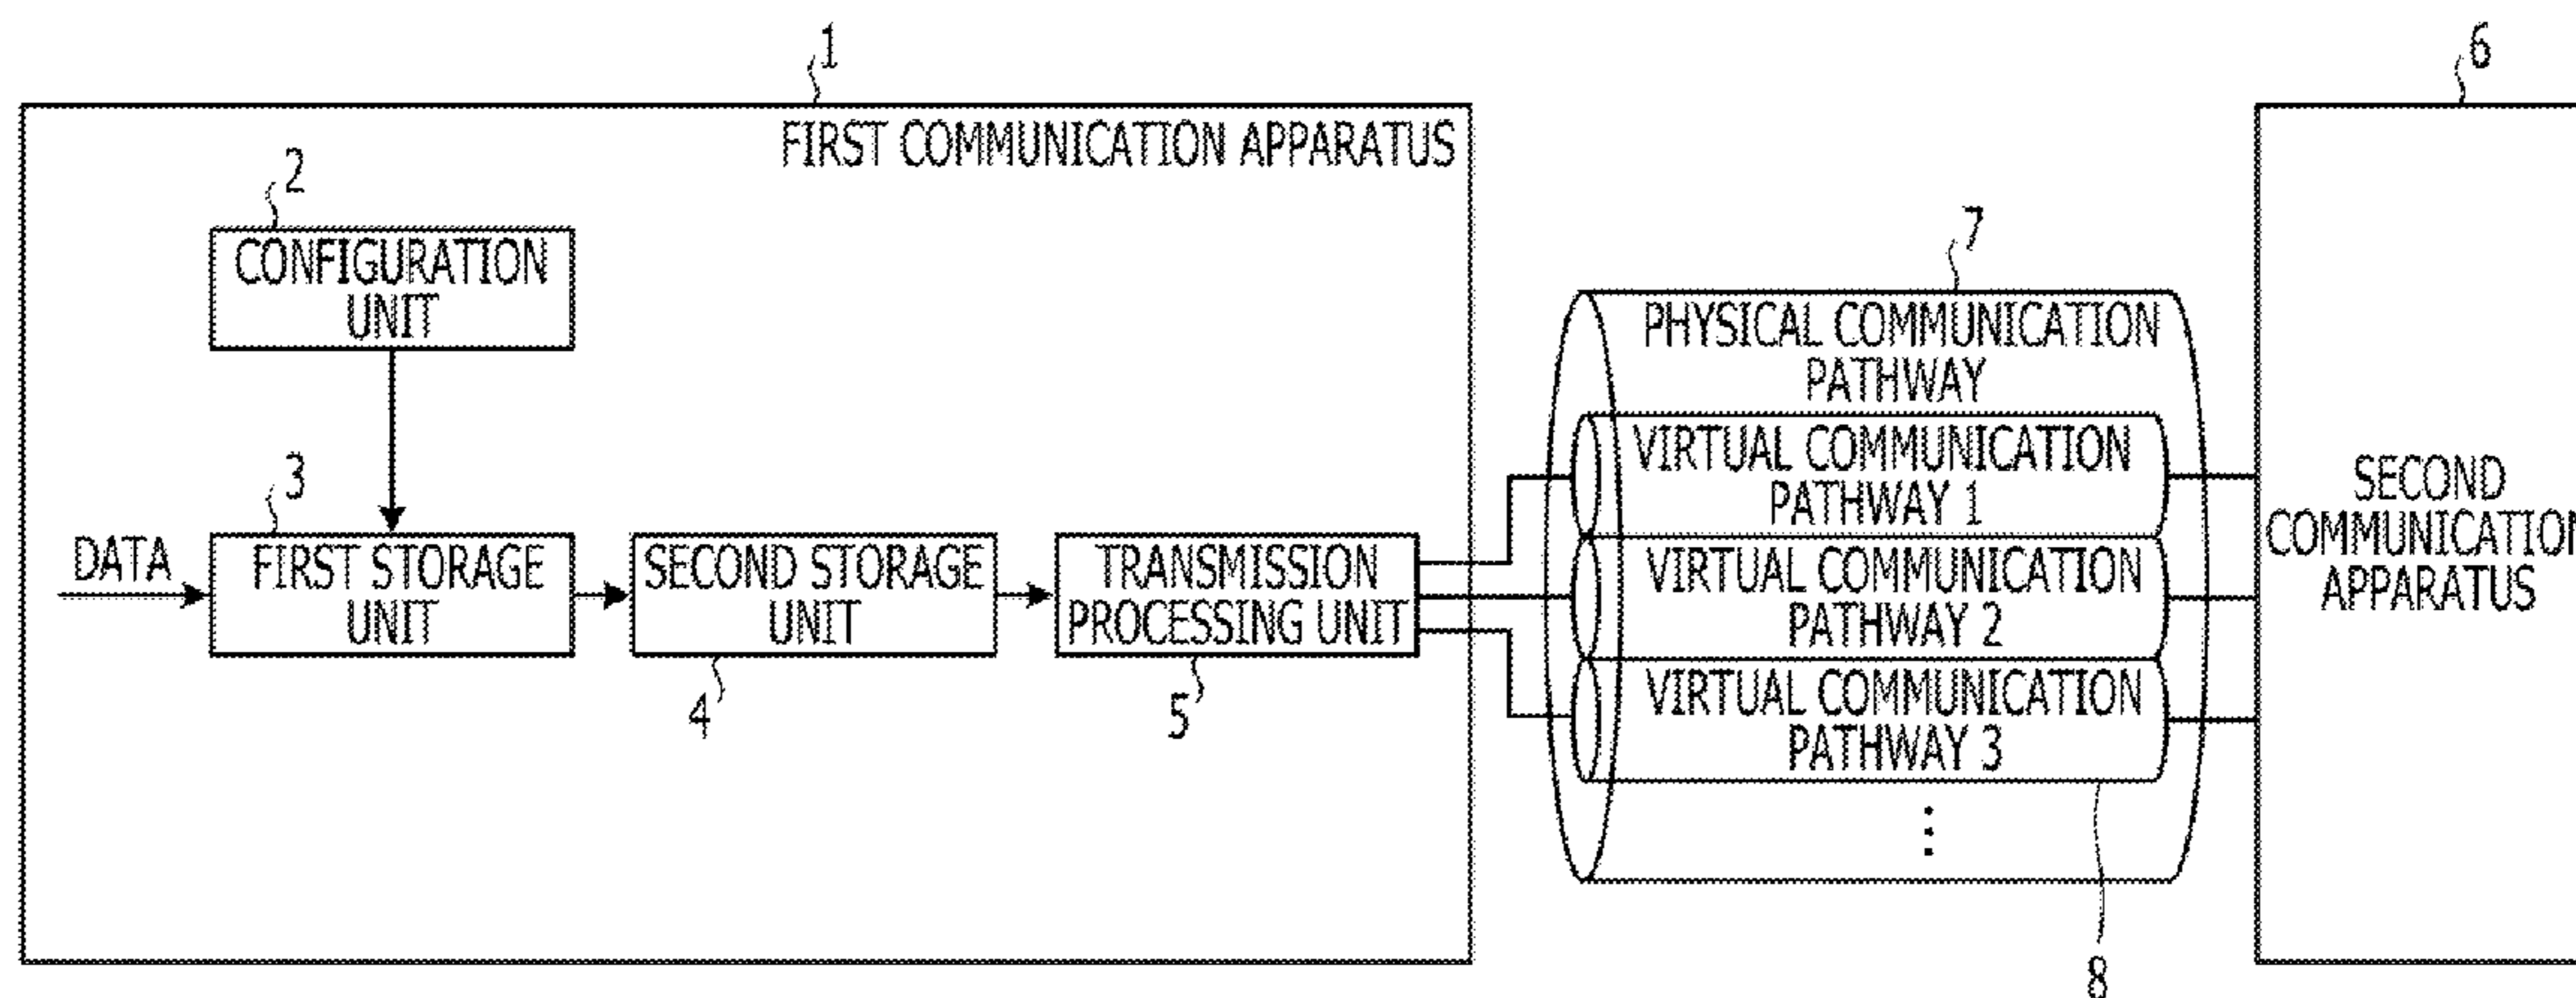 1
6
FIRST COMMUNICATION APPARATUS
2
CONFIGURATION
UNIT
7
PHYSICAL COMMUNICATION
PATHWAY
VIRTUAL COMMUNICATION
PATHWAY 1
3
DATA
FIRST STORAGE
UNIT
SECOND STORAGE
UNIT
4
TRANSMISSION
PROCESSING UNIT
5
VIRTUAL COMMUNICATION
PATHWAY 2
VIRTUAL COMMUNICATION
PATHWAY 3
8
SECOND
COMMUNICATION
APPARATUS